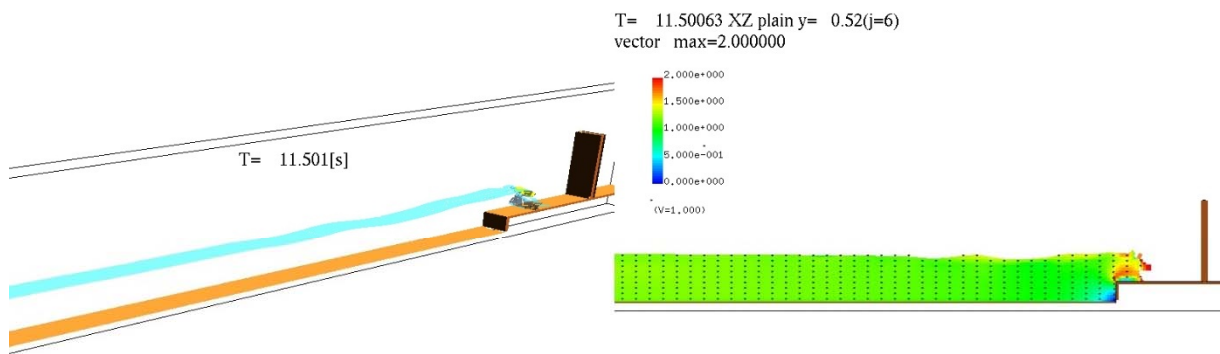 T= 11.501[s]
T= 11.50063 XZ plain y= 0.52(j=6)
vector max=2.000000
2.000e+000
1.500e+000
1.000e+000
5.000e-001
0.000e+000
(V=1.000)